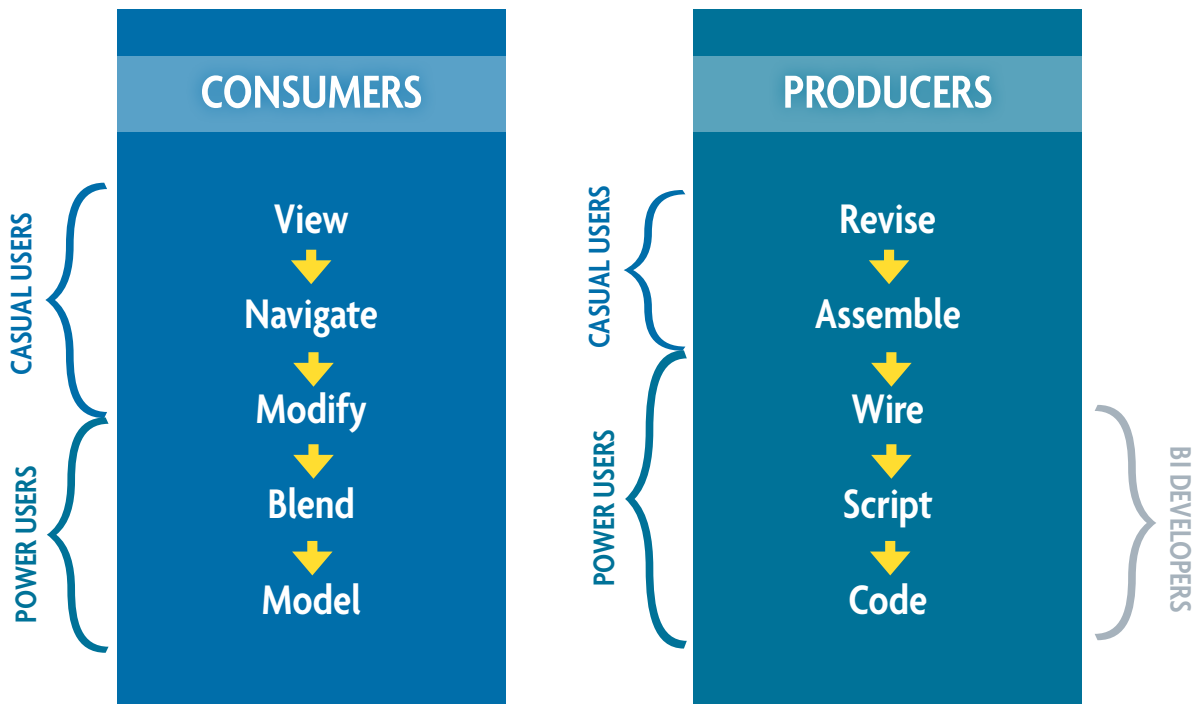 CONSUMERS
CASUAL USERS
View
Navigate
Modify
POWER USERS
Blend
Model
PRODUCERS
CASUAL USERS
Revise
Assemble
POWER USERS
Wire
Script
Code
BI DEVELOPERS